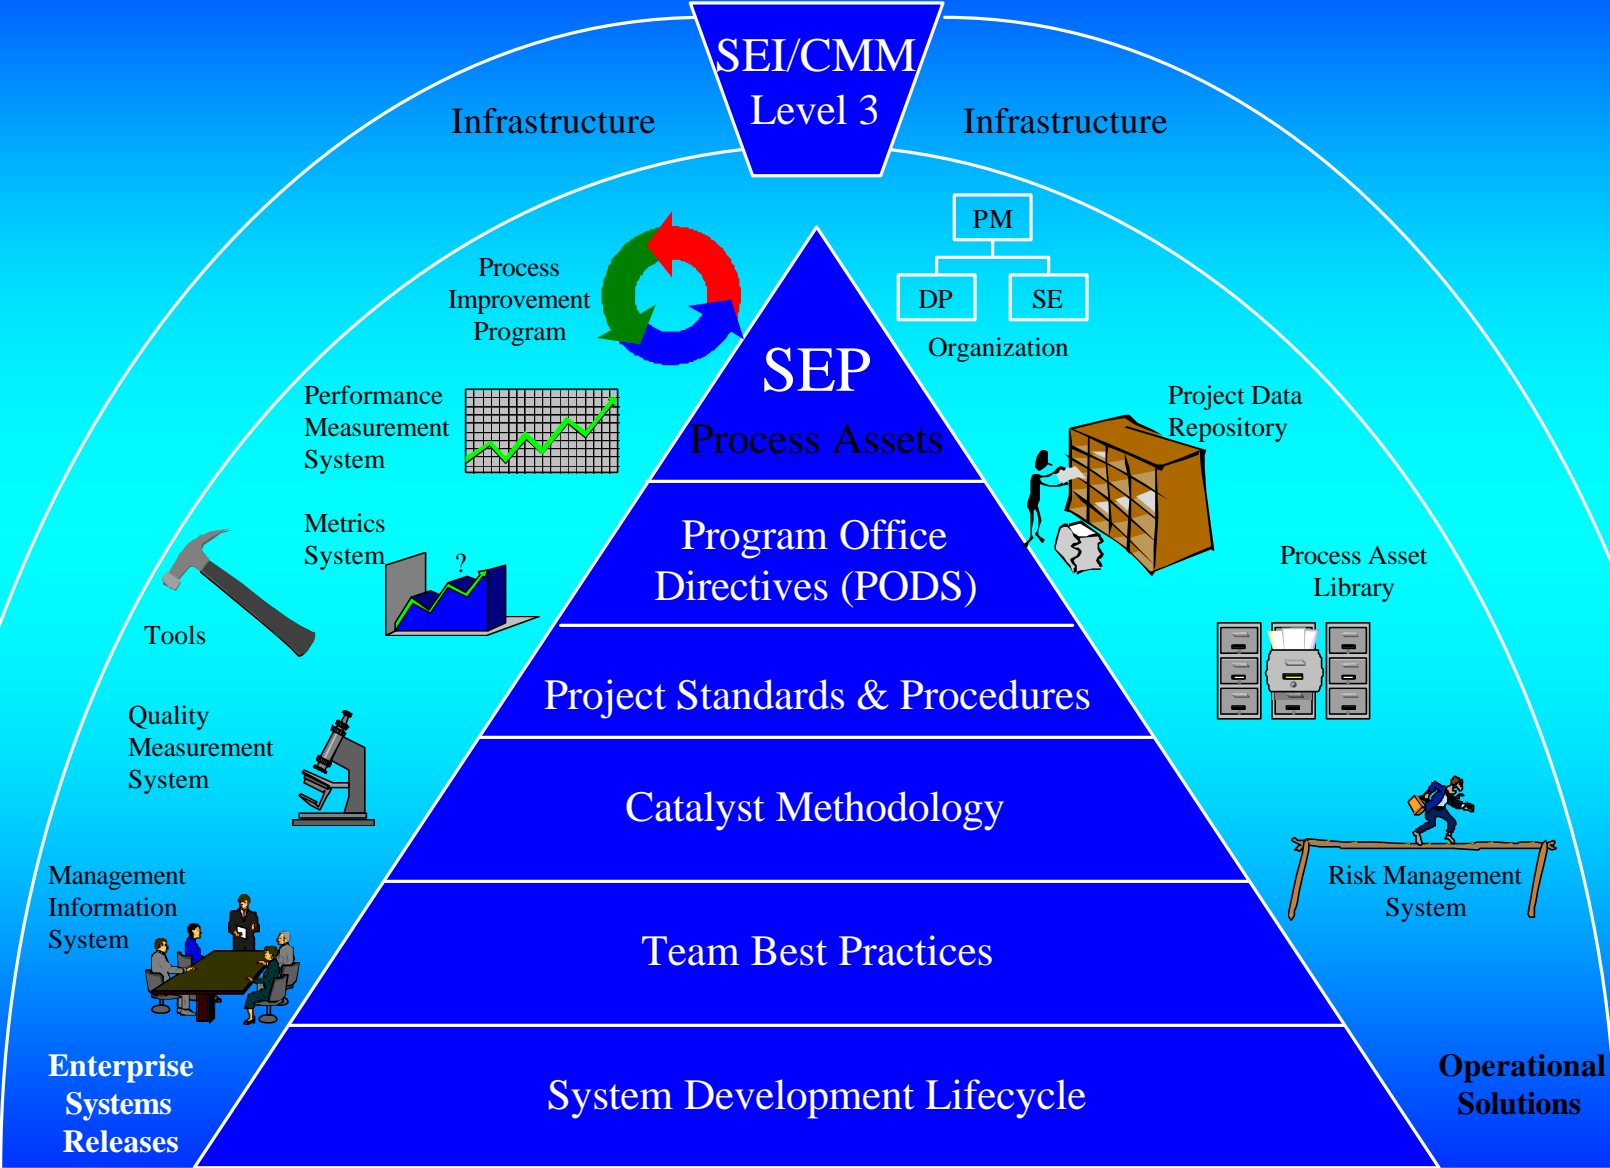 SEI/CMM
Level 3
Infrastructure
Infrastructure
PM
DP
SE
Organization
Process
Improvement
Program
SEP
Process Assets
Performance
Measurement
System
Project Data
Repository
Metrics
System
?
Program Office
Directives (PODS)
Process Asset
Library
Tools
Project Standards & Procedures
Quality
Measurement
System
Catalyst Methodology
Management
Information
System
Risk Management
System
Team Best Practices
Enterprise
Systems
Releases
System Development Lifecycle
Operational
Solutions